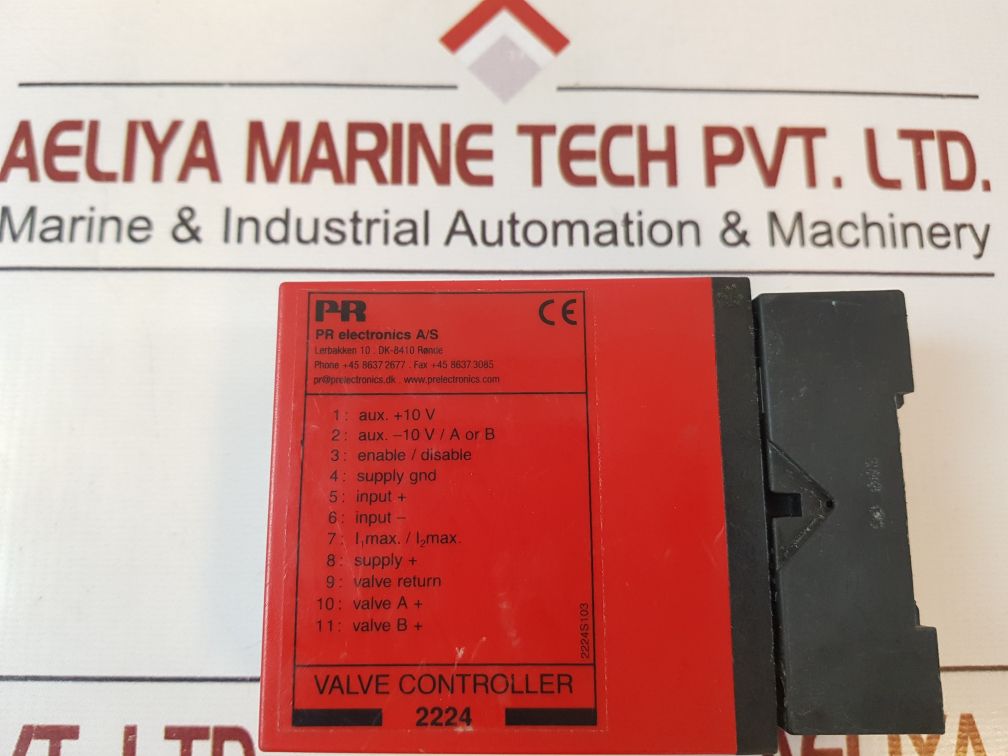 AELIYA MARINE TECH PVT. LTD.
Marine & Industrial Automation & Machinery
PR
CE
PR electronics A/S
Lerbakken 10 . DK-8410 Rønde
Phone +45 8637 2677 . Fax +45 8637 3085
pr@prelectronics.dk . www.prelectronics.com
1: aux. +10 V
2: aux. –10 V / A or B
3: enable / disable
4: supply gnd
5: input +
6: input –
7: I1max. / I2max.
8: supply +
9: valve return
10: valve A +
11: valve B +
2224S103
VALVE CONTROLLER
2224
LTD.
AELIYA